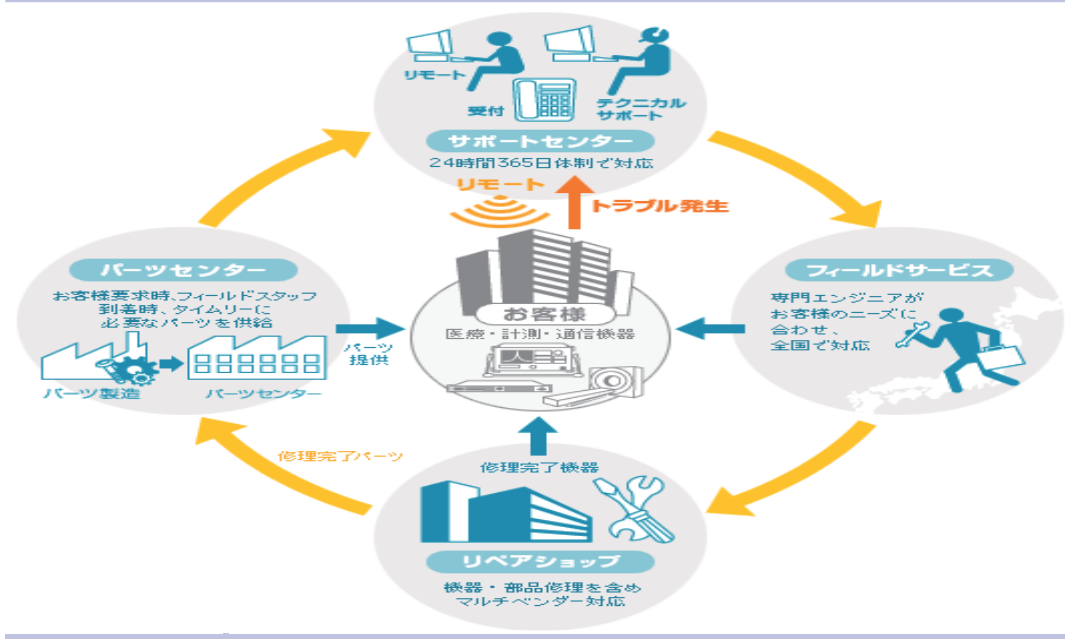 リモート
受付
テクニカル
サポート
サポートセンター
24時間365日体制で対応
リモート
トラブル発生
パーツセンター
お客様要求時、フィールドスタッフ
到着時、タイムリーに
必要なパーツを供給
パーツ製造
パーツセンター
パーツ
提供
お客様
医療・計測・通信機器
フィールドサービス
専門エンジニアが
お客様のニーズに
合わせ、
全国で対応
修理完了パーツ
修理完了機器
リペアショップ
機器・部品修理を含め
マルチベンダー対応